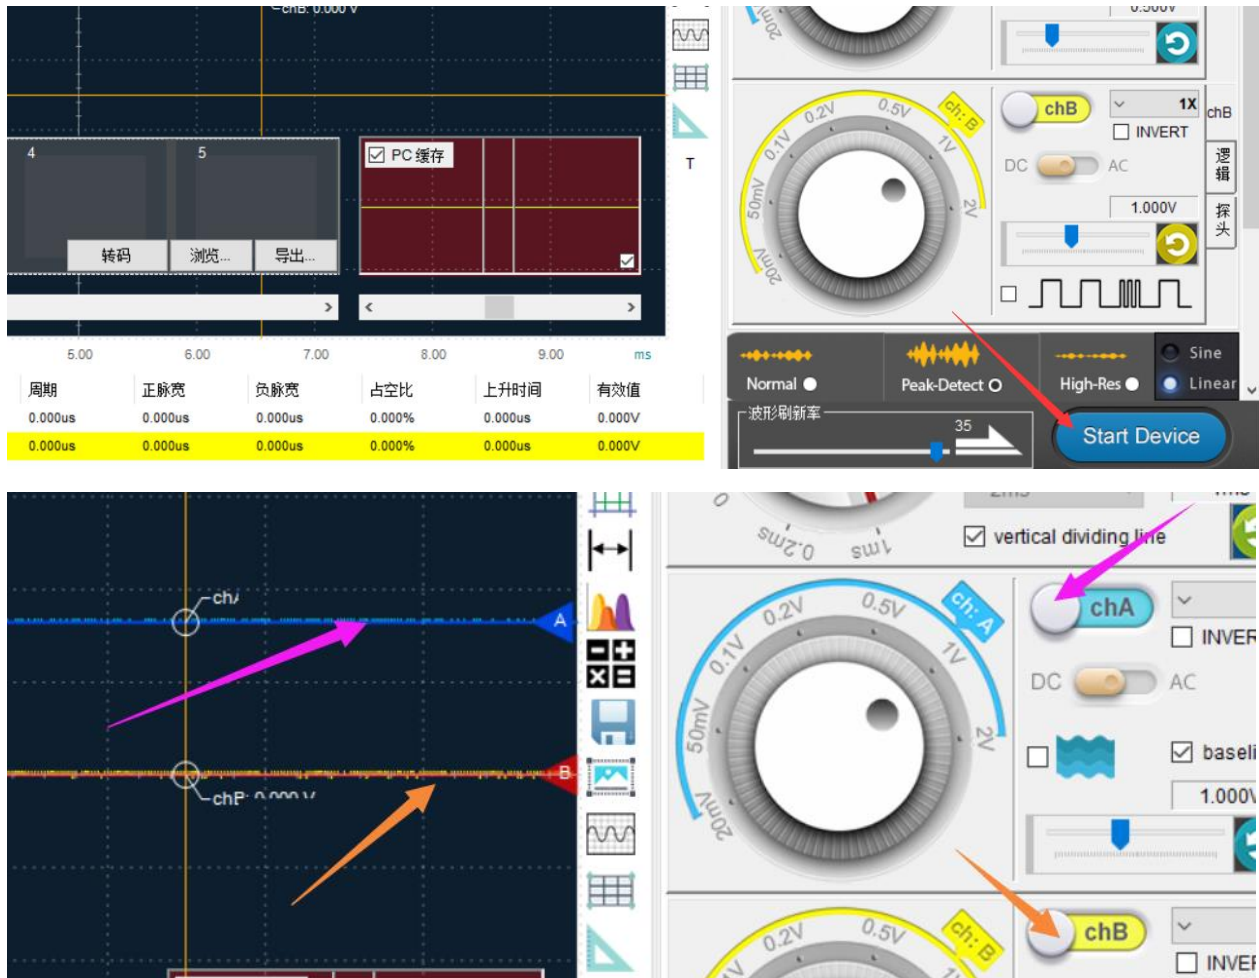 chB: 0.000 V
4
5
PC 缓存
转码
浏览...
导出...
5.00
6.00
7.00
8.00
9.00
ms
周期
正脉宽
负脉宽
占空比
上升时间
有效值
0.000us
0.000us
0.000us
0.000%
0.000us
0.000V
0.000us
0.000us
0.000us
0.000%
0.000us
0.000V
T
20mV
0.500V
20mV
50mV
0.1V
0.2V
0.5V
1V
2V
ch: B
chB
1X
INVERT
DC
AC
1.000V
chB
逻辑
探头
Normal
Peak-Detect
High-Res
Sine
Linear
波形刷新率
35
Start Device
A
B
chB: 0.000 V
2ms
0.2ms
1ms
vertical dividing line
20mV
50mV
0.1V
0.2V
0.5V
1V
2V
ch: A
chA
INVER
DC
AC
baseli
1.000V
0.2V
0.5V
ch: B
chB
INVE